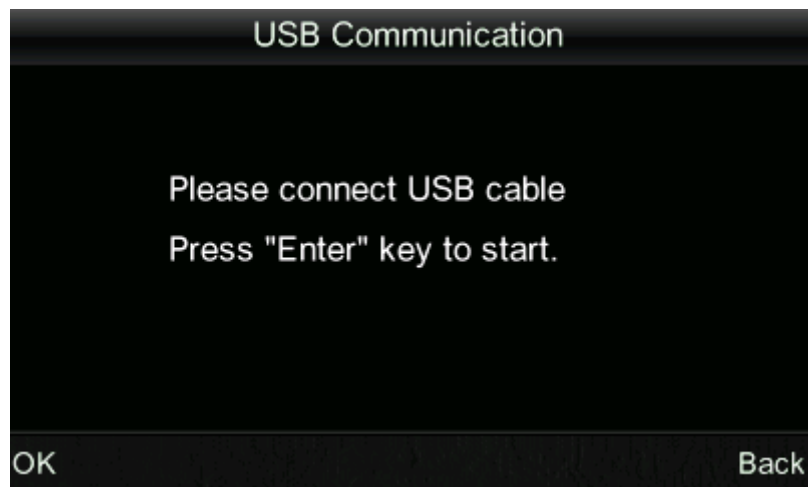 USB Communication
Please connect USB cable
Press "Enter" key to start.
OK
Back